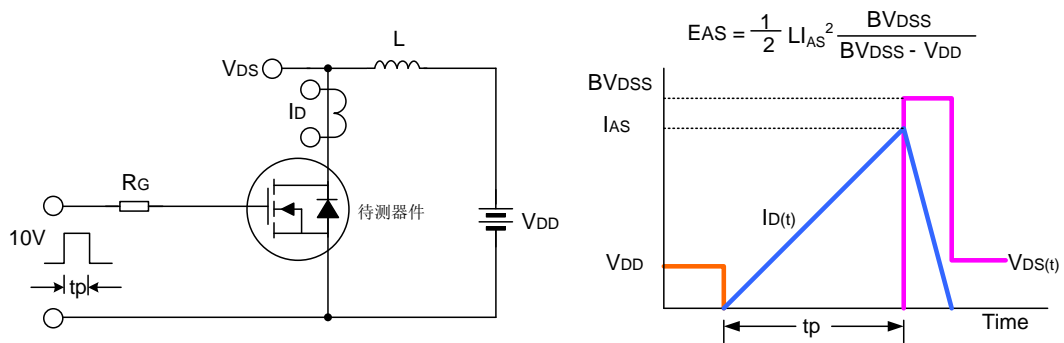 VDS
L
ID
RG
待测器件
VDD
10V
tp
EAS = 1/2 LIAS² BVDSS / BVDSS - VDD
BVDSS
IAS
ID(t)
VDD
VDS(t)
tp
Time